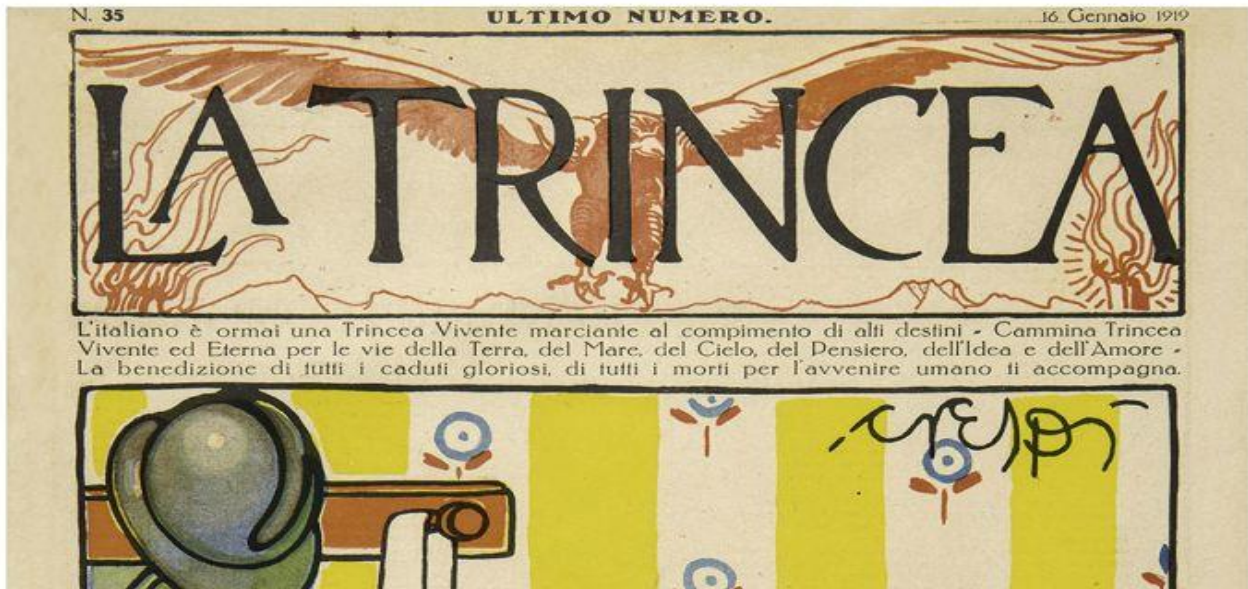 N. 35 ULTIMO NUMERO. 16 Gennaio 1919
LA TRINCEA
L'italiano è ormai una Trincea Vivente marciante al compimento di alti destini - Cammina Trincea
Vivente ed Eterna per le vie della Terra, del Mare, del Cielo, del Pensiero, dell'Idea e dell'Amore -
La benedizione di tutti i caduti gloriosi, di tutti i morti per l'avvenire umano ti accompagna.